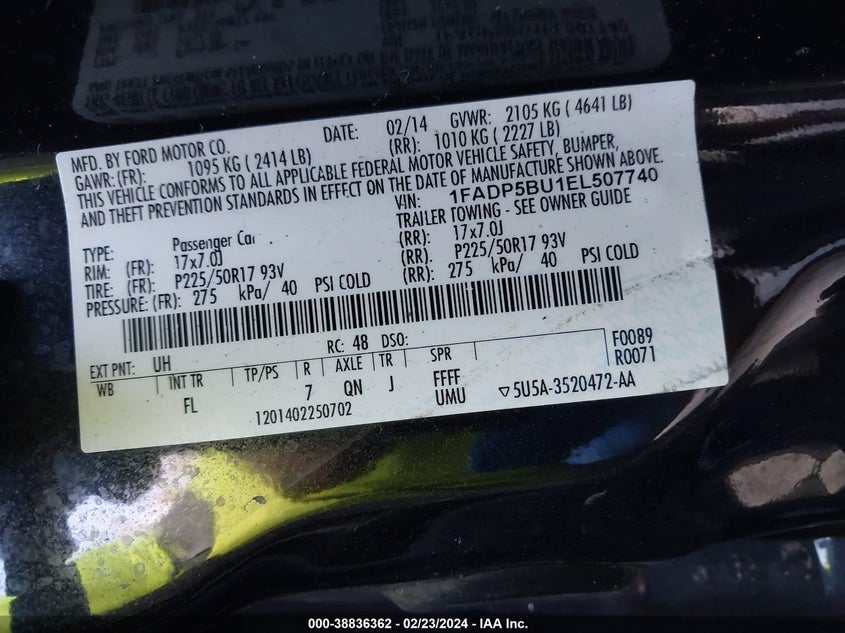 MFD. BY FORD MOTOR CO. DATE: 02/14 GVWR: 2105 KG ( 4641 LB)
GAWR: (FR): 1095 KG ( 2414 LB) (RR): 1010 KG ( 2227 LB)
THIS VEHICLE CONFORMS TO ALL APPLICABLE FEDERAL MOTOR VEHICLE SAFETY, BUMPER,
AND THEFT PREVENTION STANDARDS IN EFFECT ON THE DATE OF MANUFACTURE SHOWN ABOVE.
VIN: 1FADP5BU1EL507740
TYPE: Passenger Car TRAILER TOWING - SEE OWNER GUIDE
RIM: (FR): 17x7.0J (RR): 17x7.0J
TIRE: (FR): P225/50R17 93V (RR): P225/50R17 93V
PRESSURE: (FR): 275 kPa/ 40 PSI COLD (RR): 275 kPa/ 40 PSI COLD
EXT PNT: UH RC: 48 DSO: F0089
WB INT TR TP/PS R AXLE TR SPR R0071
FL 7 QN J FFFF
1201402250702 UMU ▽5U5A-3520472-AA
000-38836362 - 02/23/2024 - IAA Inc.